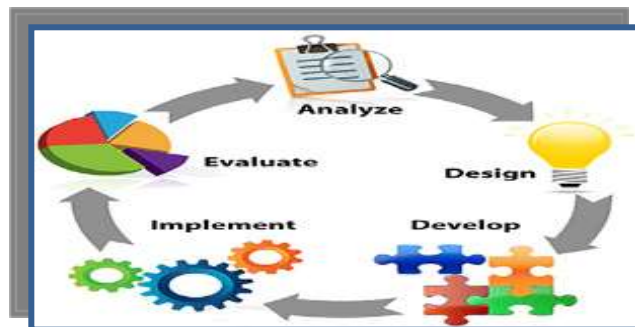 Analyze
Design
Develop
Implement
Evaluate